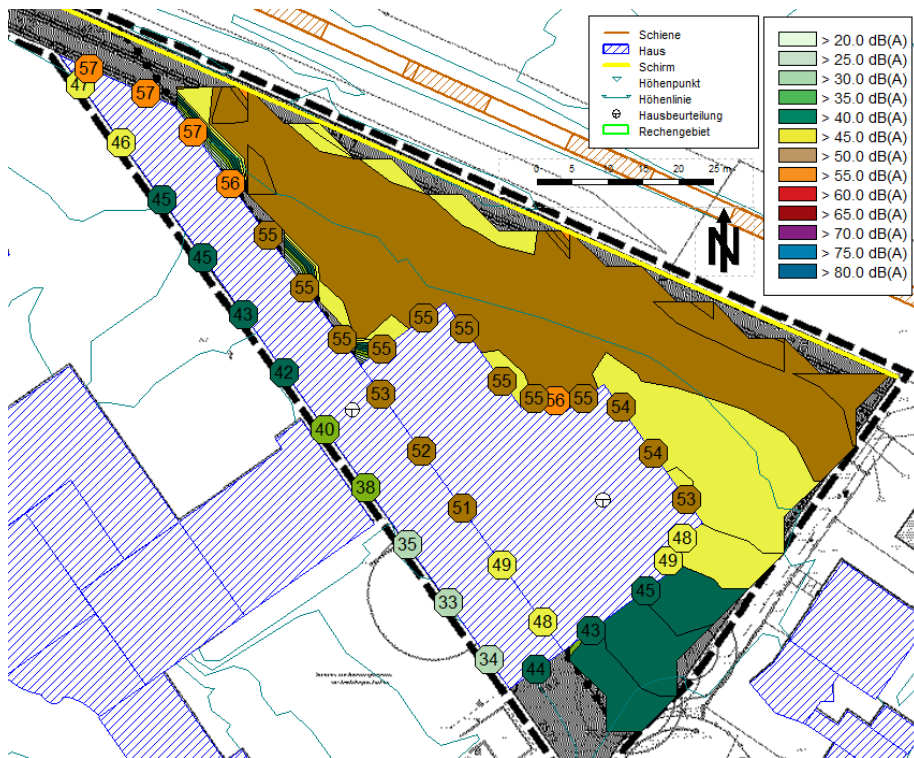 Schiene
Haus
Schirm
Höhenpunkt
Höhenlinie
Hausbeurteilung
Rechengebiet
> 20.0 dB(A)
> 25.0 dB(A)
> 30.0 dB(A)
> 35.0 dB(A)
> 40.0 dB(A)
> 45.0 dB(A)
> 50.0 dB(A)
> 55.0 dB(A)
> 60.0 dB(A)
> 65.0 dB(A)
> 70.0 dB(A)
> 75.0 dB(A)
> 80.0 dB(A)
0 5 10 15 20 25 m
N
57
47
57
46
57
56
45
55
45
55
43
55
55
55
55
42
53
55
55
56
55
54
40
52
54
38
51
53
35
48
49
49
33
45
48
43
34
44